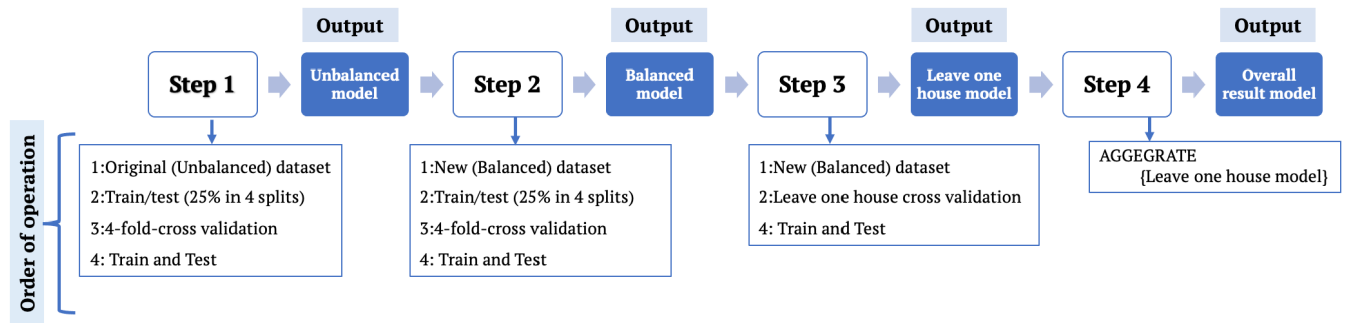 Output
Output
Output
Output
Step 1
Unbalanced
model
Step 2
Balanced
model
Step 3
Leave one
house model
Step 4
Overall
result model
Order of operation
1:Original (Unbalanced) dataset
2:Train/test (25% in 4 splits)
3:4-fold-cross validation
4: Train and Test
1:New (Balanced) dataset
2:Train/test (25% in 4 splits)
3:4-fold-cross validation
4: Train and Test
1:New (Balanced) dataset
2:Leave one house cross validation
4: Train and Test
AGGEGRATE
{Leave one house model}